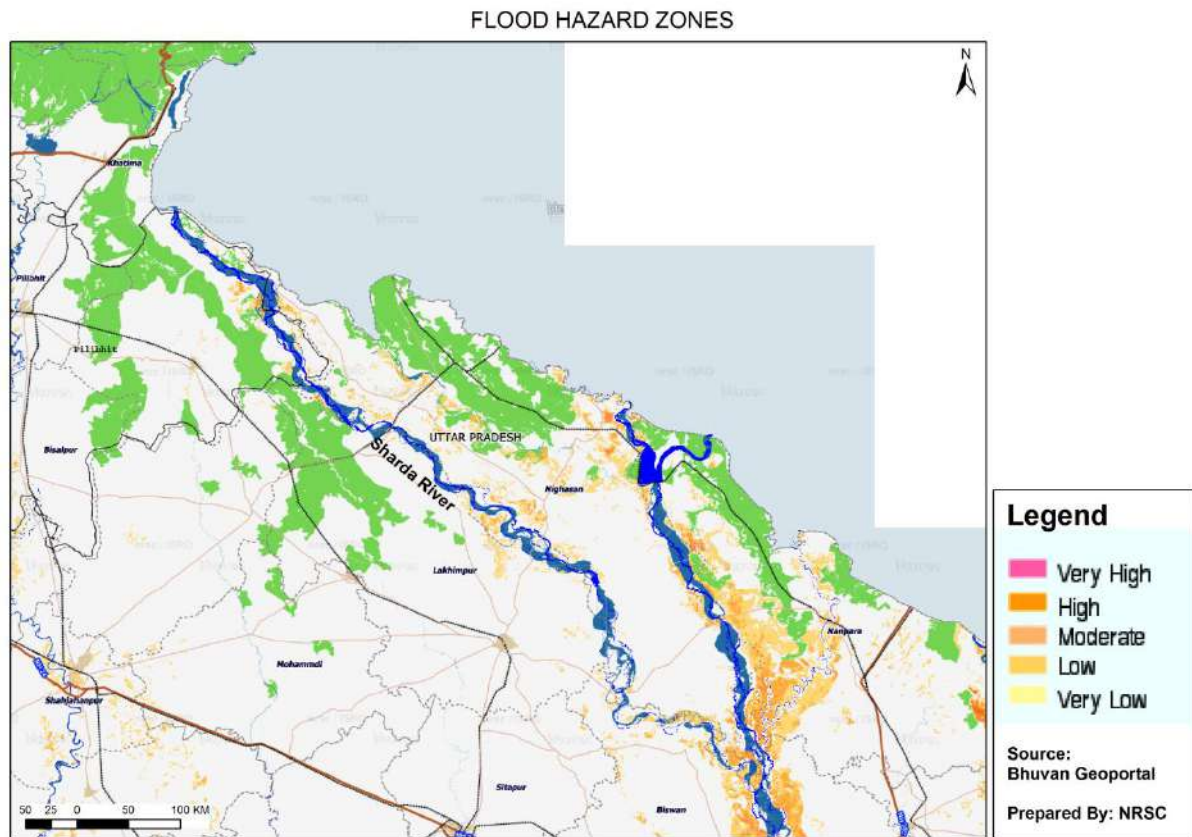 FLOOD HAZARD ZONES
N
Khatima
Pilibhit
Pilibhit
UTTAR PRADESH
Bisalpur
Sharda River
Nighasan
Lakhimpur
Nanpara
Mohammdi
Shahjahanpur
Sitapur
Biswan
50 25 0 50 100 KM
Legend
Very High
High
Moderate
Low
Very Low
Source:
Bhuvan Geoportal
Prepared By: NRSC